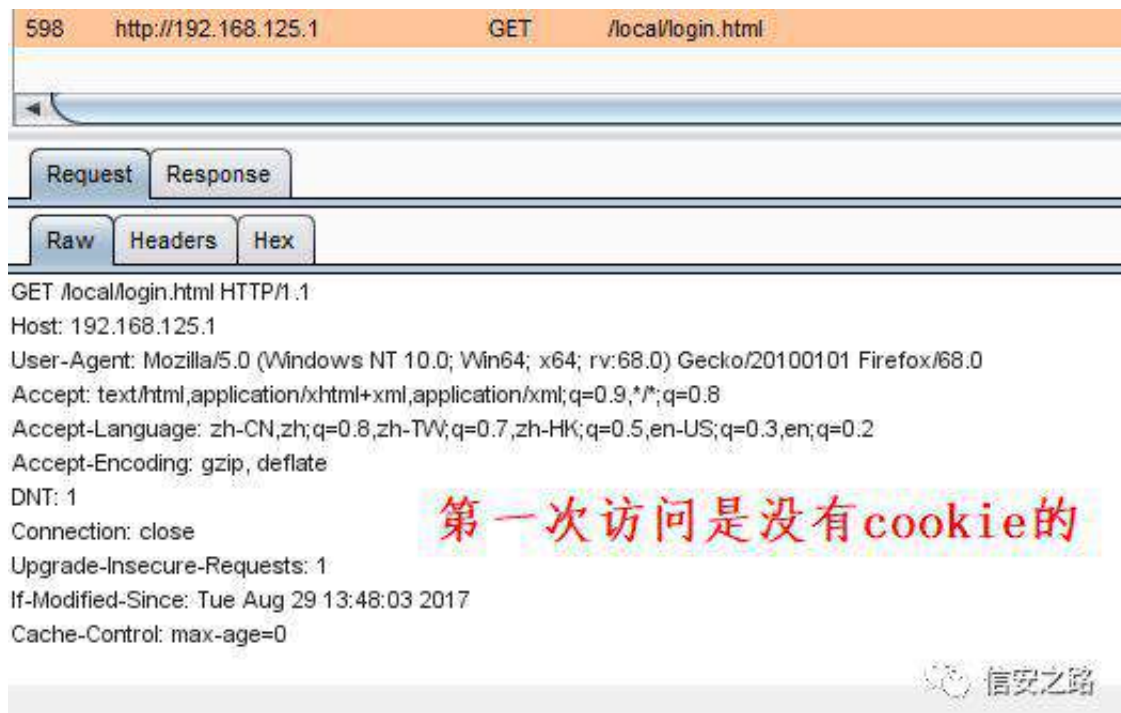 598 http://192.168.125.1 GET /local/login.html
Request Response
Raw Headers Hex
GET /local/login.html HTTP/1.1
Host: 192.168.125.1
User-Agent: Mozilla/5.0 (Windows NT 10.0; Win64; x64; rv:68.0) Gecko/20100101 Firefox/68.0
Accept: text/html,application/xhtml+xml,application/xml;q=0.9,*/*;q=0.8
Accept-Language: zh-CN,zh;q=0.8,zh-TW;q=0.7,zh-HK;q=0.5,en-US;q=0.3,en;q=0.2
Accept-Encoding: gzip, deflate
DNT: 1
Connection: close
第一次访问是没有cookie的
Upgrade-Insecure-Requests: 1
If-Modified-Since: Tue Aug 29 13:48:03 2017
Cache-Control: max-age=0
信安之路